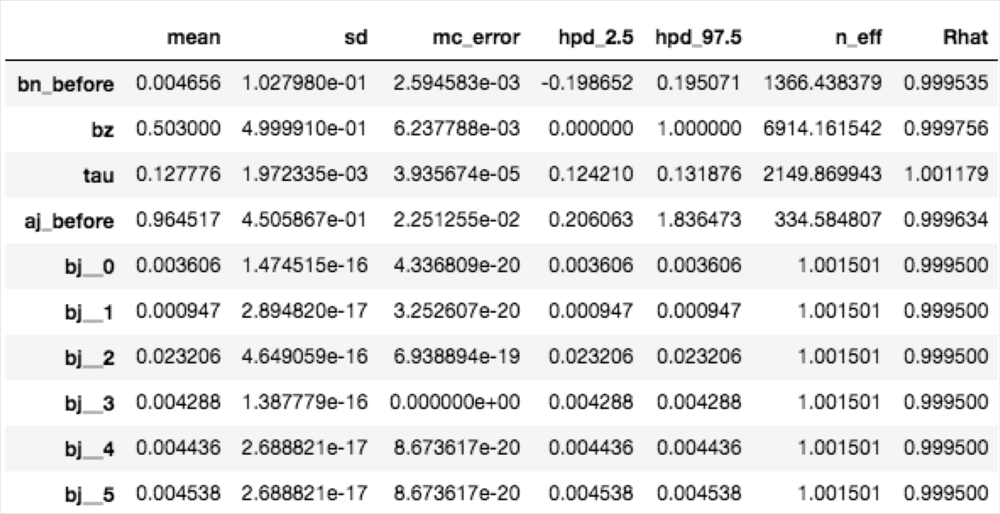 mean sd mc_error hpd_2.5 hpd_97.5 n_eff Rhat
bn_before 0.004656 1.027980e-01 2.594583e-03 -0.198652 0.195071 1366.438379 0.999535
bz 0.503000 4.999910e-01 6.237788e-03 0.000000 1.000000 6914.161542 0.999756
tau 0.127776 1.972335e-03 3.935674e-05 0.124210 0.131876 2149.869943 1.001179
aj_before 0.964517 4.505867e-01 2.251255e-02 0.206063 1.836473 334.584807 0.999634
bj__0 0.003606 1.474515e-16 4.336809e-20 0.003606 0.003606 1.001501 0.999500
bj__1 0.000947 2.894820e-17 3.252607e-20 0.000947 0.000947 1.001501 0.999500
bj__2 0.023206 4.649059e-16 6.938894e-19 0.023206 0.023206 1.001501 0.999500
bj__3 0.004288 1.387779e-16 0.000000e+00 0.004288 0.004288 1.001501 0.999500
bj__4 0.004436 2.688821e-17 8.673617e-20 0.004436 0.004436 1.001501 0.999500
bj__5 0.004538 2.688821e-17 8.673617e-20 0.004538 0.004538 1.001501 0.999500